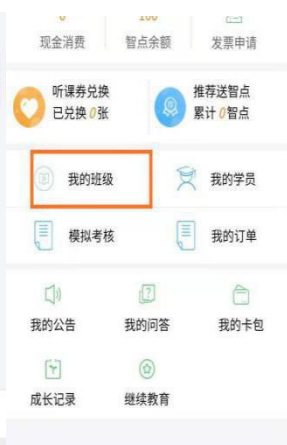 0 100
现金消费 智点余额 发票申请
听课券兑换 推荐送智点
已兑换0张 累计0智点
我的班级 我的学员
模拟考核 我的订单
我的公告 我的问答 我的卡包
成长记录 继续教育